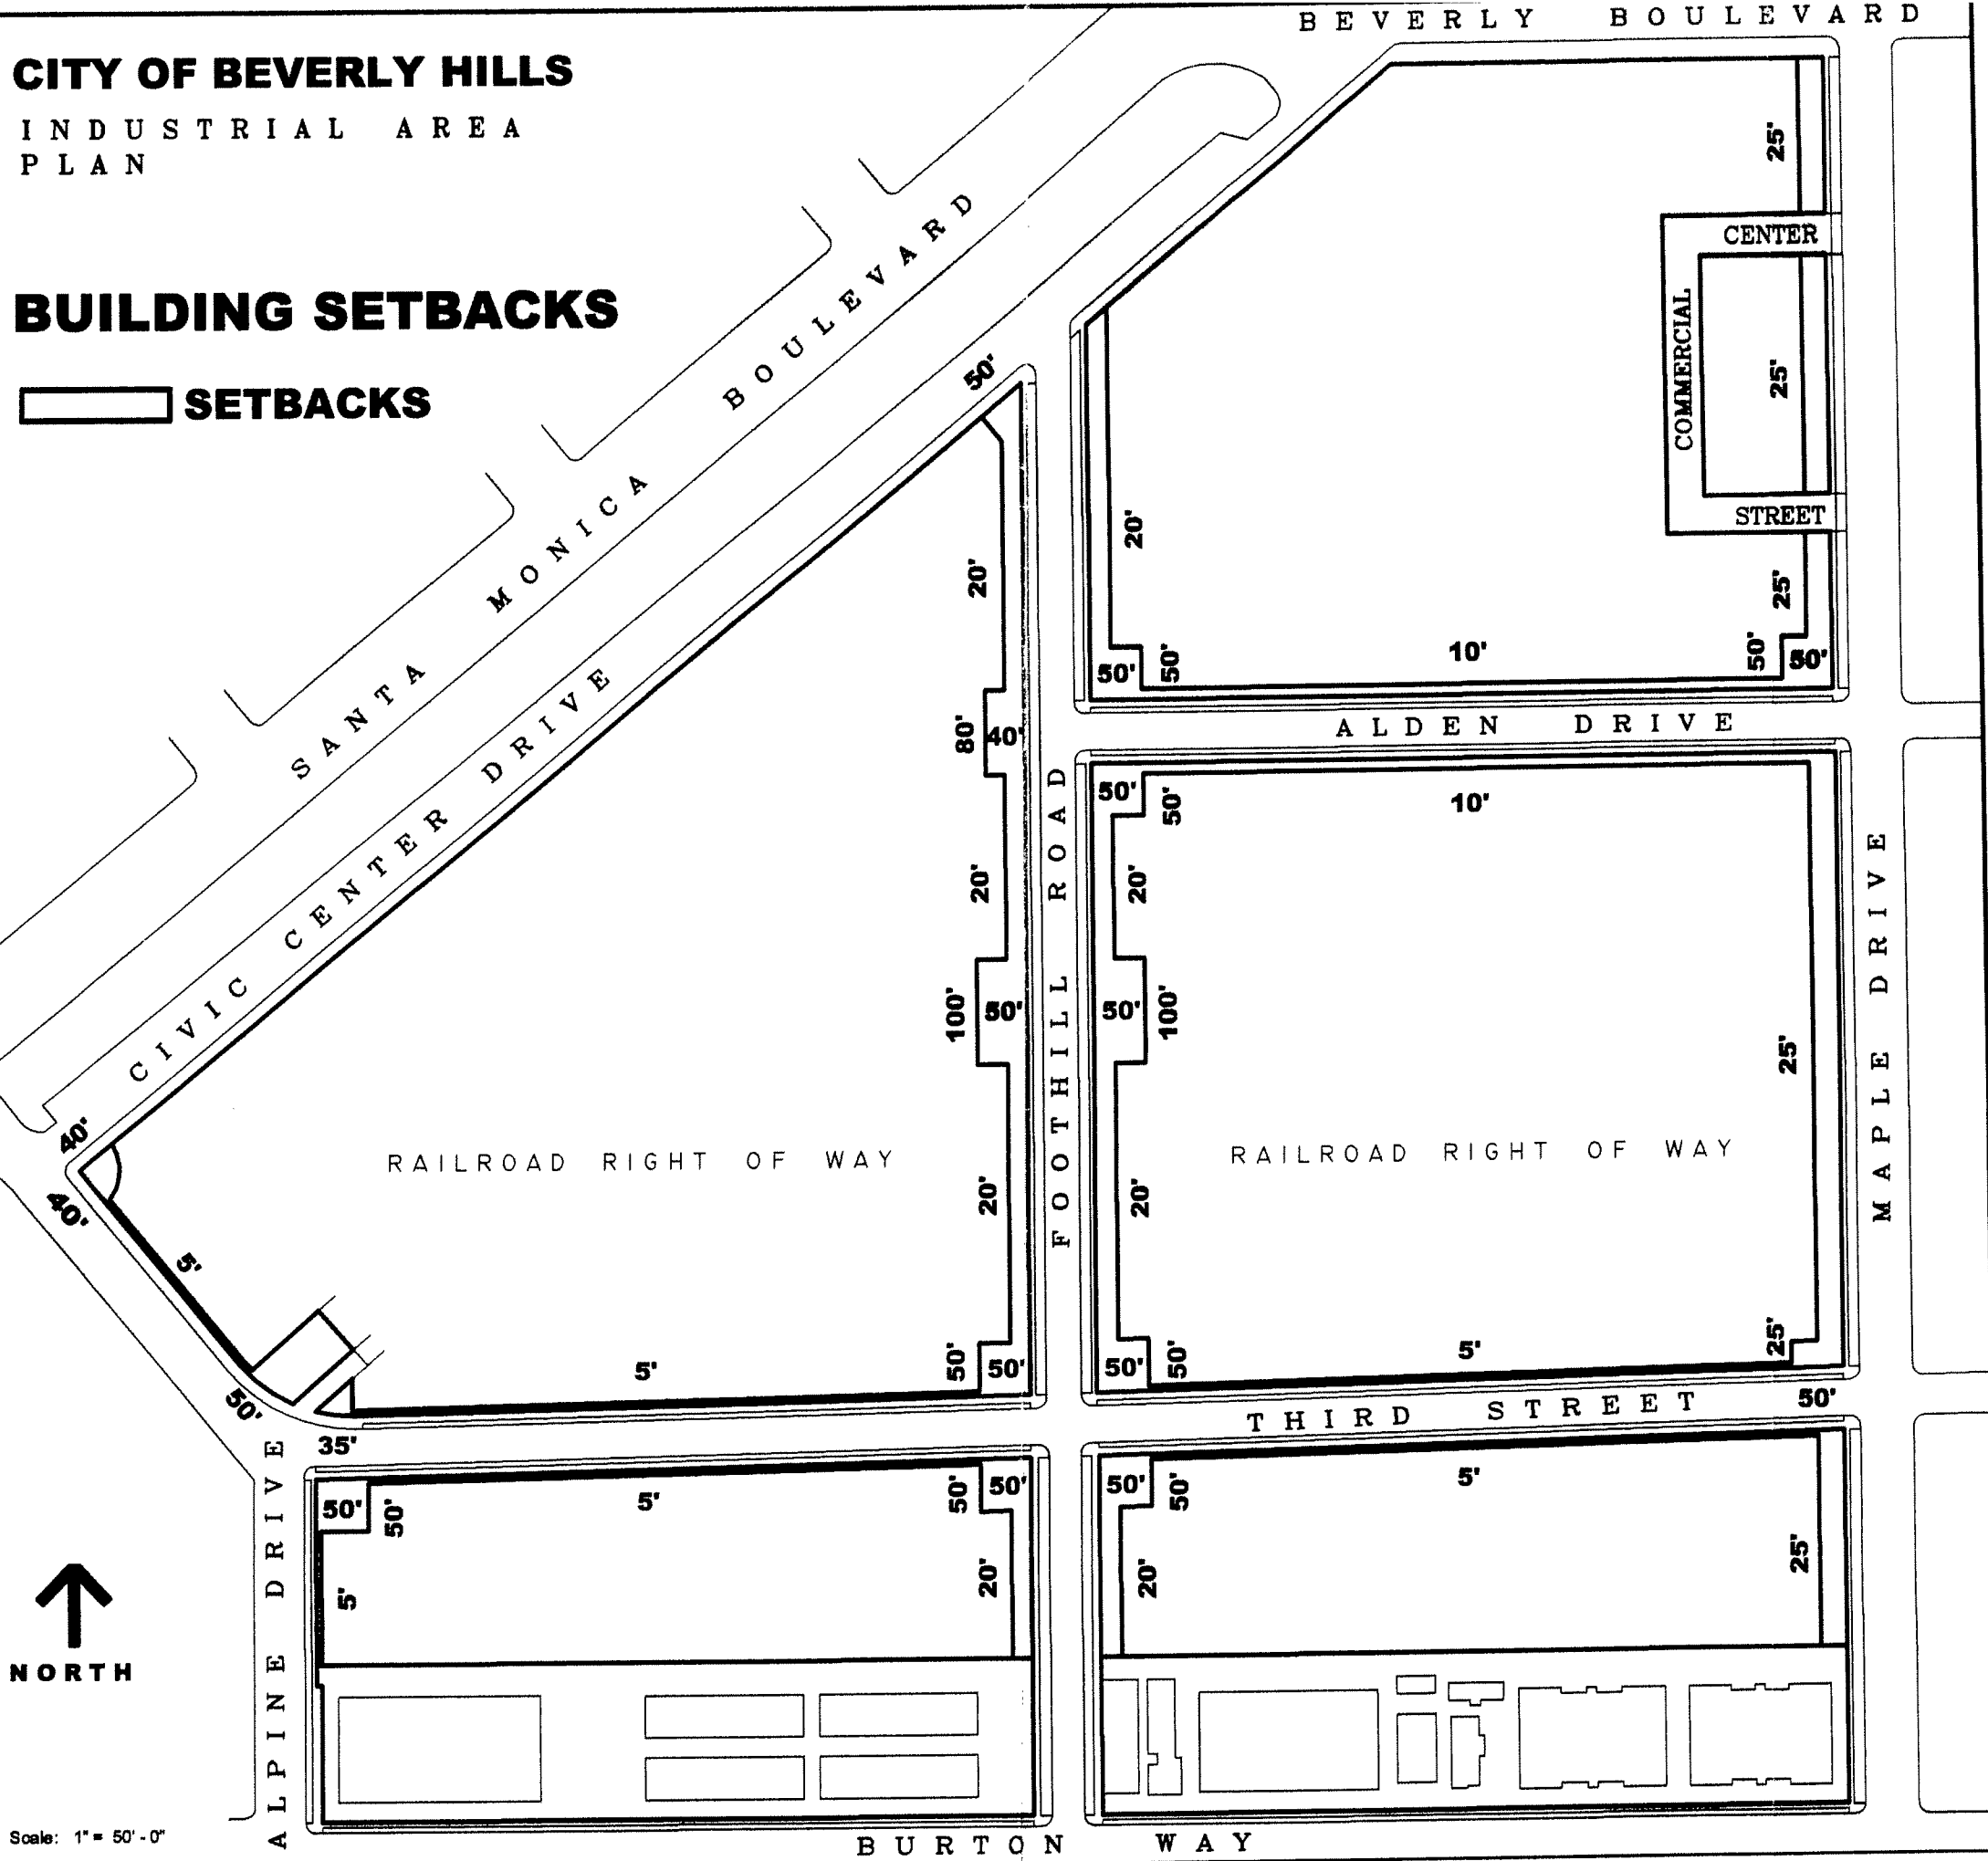 BEVERLY BOULEVARD
CITY OF BEVERLY HILLS
INDUSTRIAL AREA
PLAN
BUILDING SETBACKS
SETBACKS
SANTA MONICA BOULEVARD
CIVIC CENTER DRIVE
25'
CENTER
COMMERCIAL
25'
STREET
25'
50'
20'
20'
10'
50'
50'
50'
50'
80'
40'
ALDEN DRIVE
50'
50'
10'
20'
20'
FOOTHILL ROAD
MAPLE DRIVE
100'
50'
50'
100'
25'
40'
40'
RAILROAD RIGHT OF WAY
RAILROAD RIGHT OF WAY
20'
20'
5'
5'
50'
50'
50'
50'
5'
25'
50'
50'
35'
THIRD STREET
ALPINE DRIVE
50'
50'
5'
50'
50'
50'
50'
5'
5'
20'
20'
25'
NORTH
Scale: 1" = 50' - 0"
BURTON WAY